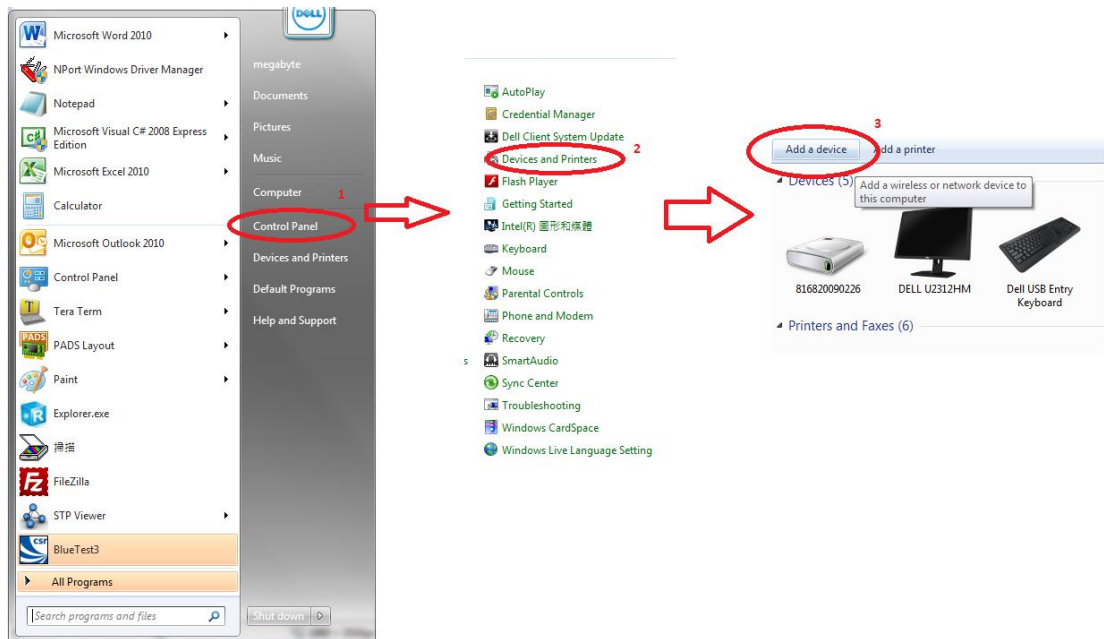 DELL
Microsoft Word 2010
NPort Windows Driver Manager
Notepad
Microsoft Visual C# 2008 Express
Edition
Microsoft Excel 2010
Calculator
Microsoft Outlook 2010
Control Panel
Tera Term
PADS
PADS Layout
Paint
Explorer.exe
掃描
FileZilla
STP Viewer
csr
BlueTest3
All Programs
Search programs and files
megabyte
Documents
Pictures
Music
Computer
1
Control Panel
Devices and Printers
Default Programs
Help and Support
Shut down
AutoPlay
Credential Manager
Dell Client System Update
2
Devices and Printers
Flash Player
Getting Started
Intel(R) 圖形和媒體
Keyboard
Mouse
Parental Controls
Phone and Modem
Recovery
s
SmartAudio
Sync Center
Troubleshooting
Windows CardSpace
Windows Live Language Setting
3
Add a device
Add a printer
Devices (5)
Add a wireless or network device to
this computer
816820090226
DELL U2312HM
Dell USB Entry
Keyboard
Printers and Faxes (6)